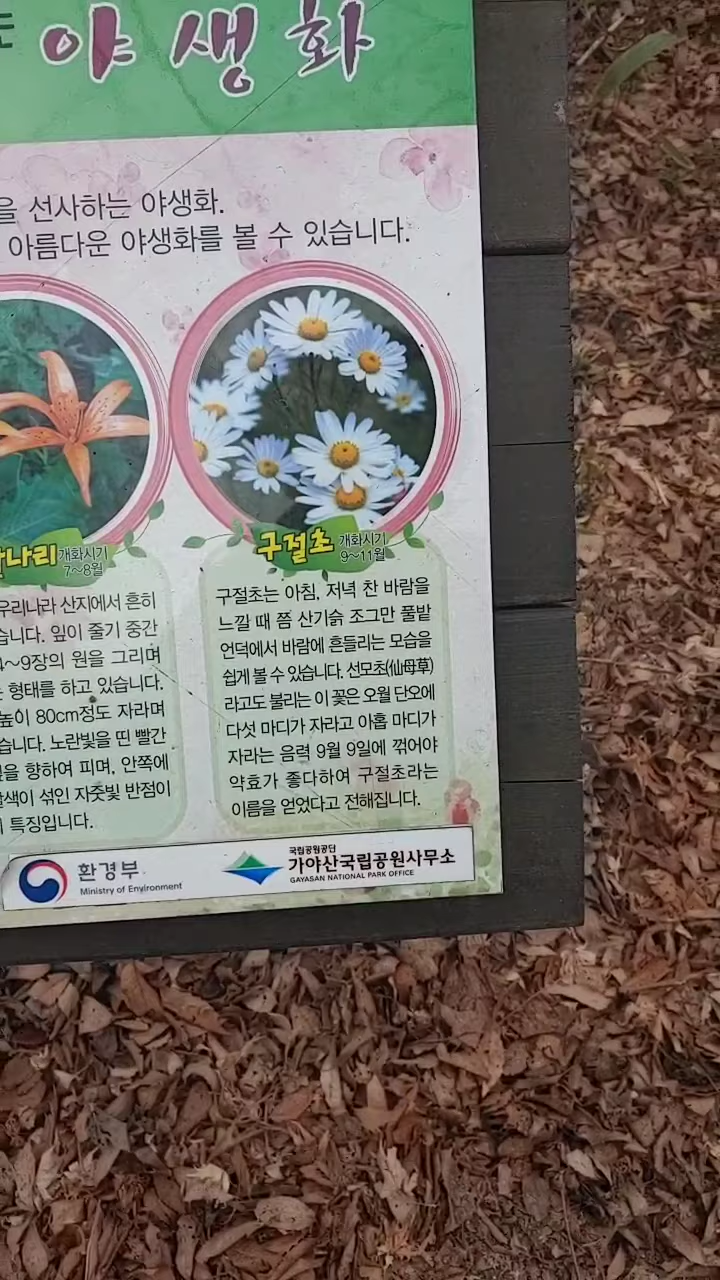 야생화
을 선사하는 야생화.
아름다운 야생화를 볼 수 있습니다.
나리 개화시기
7~8월
우리나라 산지에서 흔히
습니다. 잎이 줄기 중간
4~9장의 원을 그리며
는 형태를 하고 있습니다.
높이 80cm정도 자라며
습니다. 노란빛을 띤 빨간
을 향하여 피며, 안쪽에
갈색이 섞인 자줏빛 반점이
특징입니다.
구절초 개화시기
9~11월
구절초는 아침, 저녁 찬 바람을
느낄 때 쯤 산기슭 조그만 풀밭
언덕에서 바람에 흔들리는 모습을
쉽게 볼 수 있습니다. 선모초(仙母草)
라고도 불리는 이 꽃은 오월 단오에
다섯 마디가 자라고 아홉 마디가
자라는 음력 9월 9일에 꺾어야
약효가 좋다하여 구절초라는
이름을 얻었다고 전해집니다.
환경부
Ministry of Environment
국립공원공단
가야산국립공원사무소
GAYASAN NATIONAL PARK OFFICE